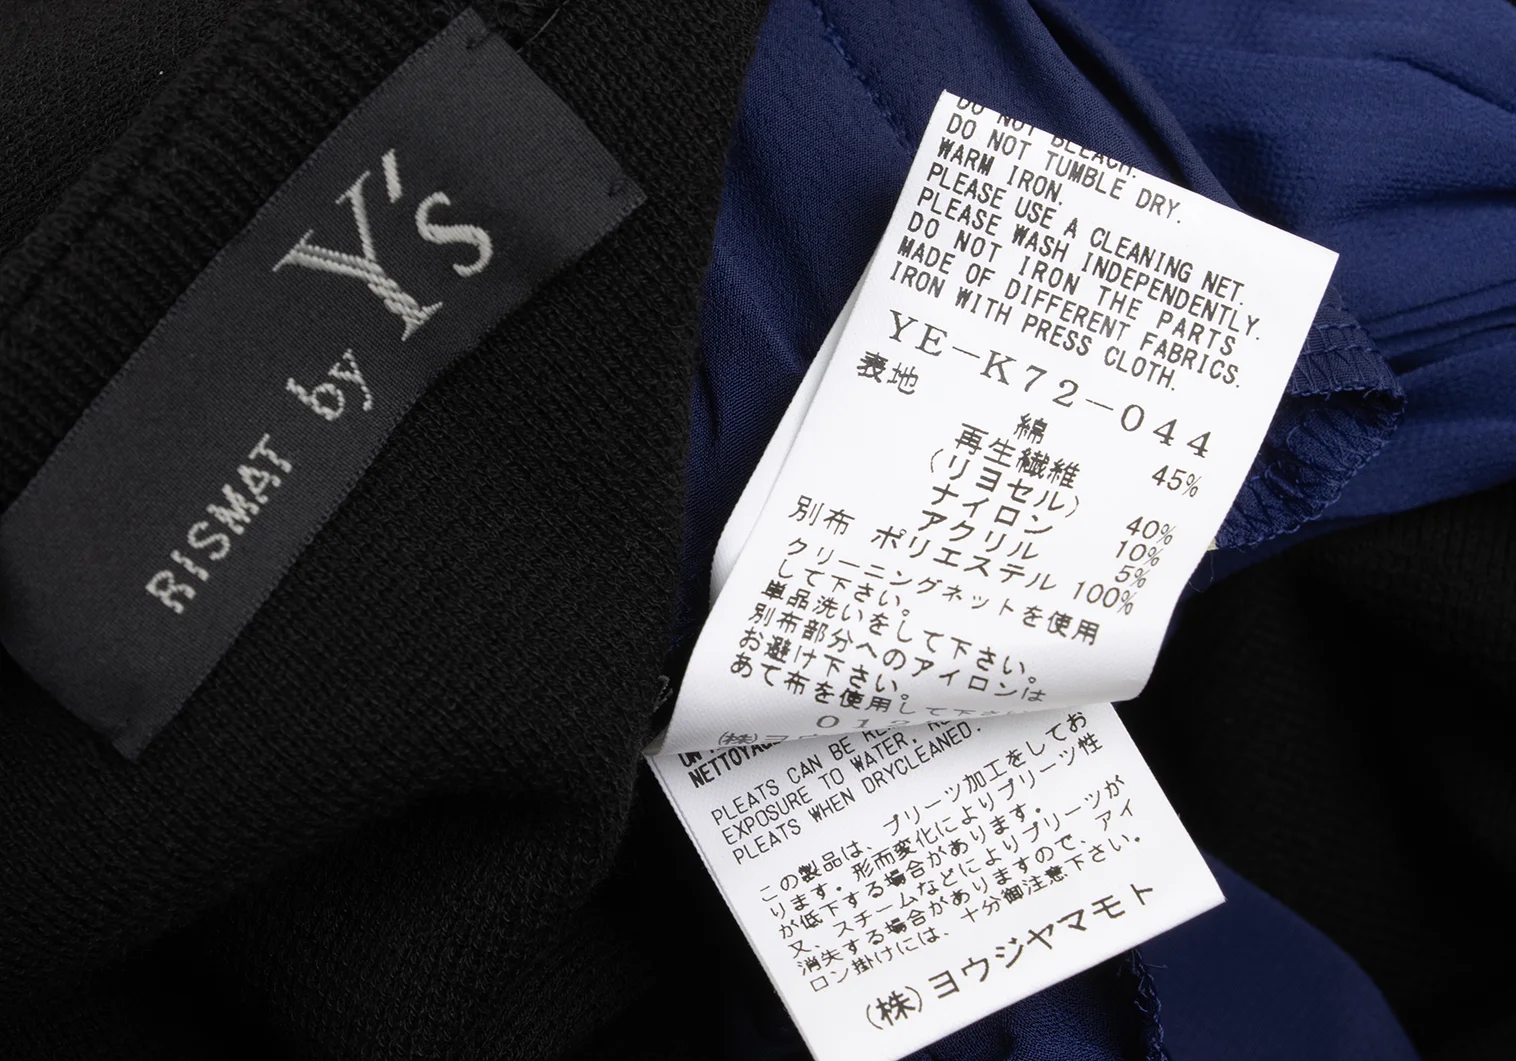 Y's
RISMAT by
DO NOT BLEACH.
DO NOT TUMBLE DRY.
WARM IRON.
PLEASE USE A CLEANING NET.
PLEASE WASH INDEPENDENTLY.
DO NOT IRON THE PARTS
MADE OF DIFFERENT FABRICS.
IRON WITH PRESS CLOTH.
YE-K72-044
表地
綿 45%
再生繊維
(リヨセル) 40%
ナイロン 10%
アクリル 5%
別布 ポリエステル 100%
クリーニングネットを使用
して下さい。
単品洗いをして下さい。
別布部分へのアイロンは
お避け下さい。
あて布を使用して下さい
(株)ヨウ
NETTOYAG
PLEATS CAN BE
EXPOSURE TO WATER,
PLEATS WHEN DRYCLEANED.
この製品は、プリーツ加工をしてお
ります。形而変化によりプリーツ性
が低下する場合があります。
又、スチームなどによりプリーツが
消失する場合がありますので、アイ
ロン掛けには、十分御注意下さい。
(株)ヨウジヤマモト